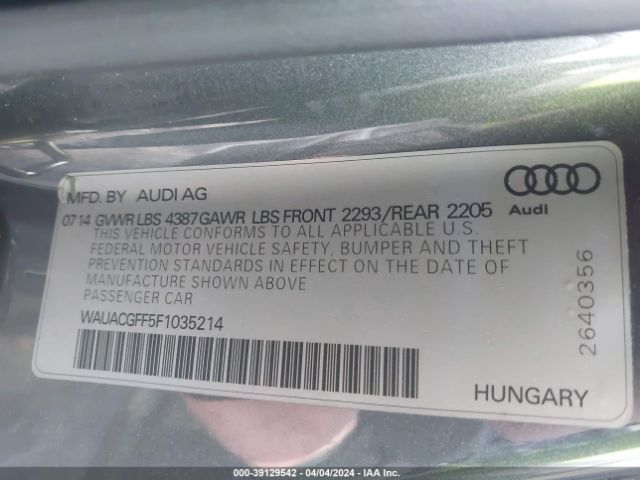 MFD. BY AUDI AG
0714 GVWR LBS 4387 GAWR LBS FRONT 2293/REAR 2205
THIS VEHICLE CONFORMS TO ALL APPLICABLE U.S.
FEDERAL MOTOR VEHICLE SAFETY, BUMPER AND THEFT
PREVENTION STANDARDS IN EFFECT ON THE DATE OF
MANUFACTURE SHOWN ABOVE
PASSENGER CAR
WAUACGFF5F1035214
Audi
2640356
HUNGARY
000-39129542 - 04/04/2024 - IAA Inc.